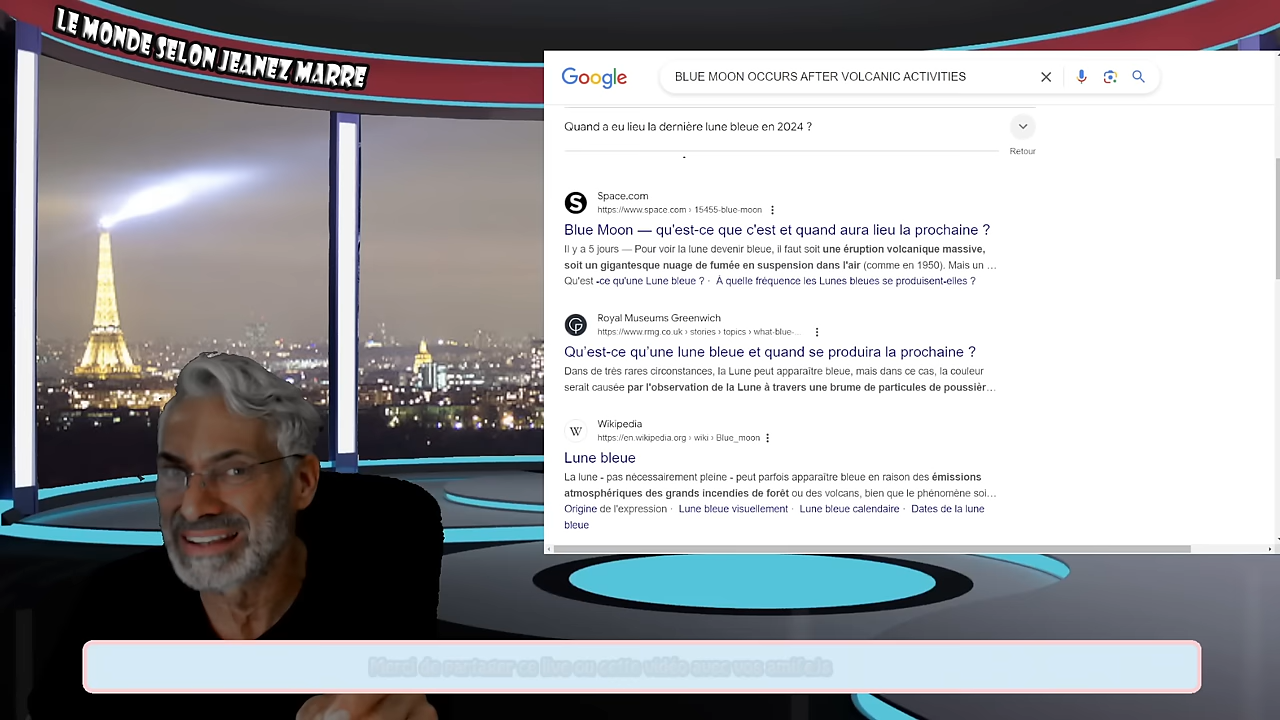 LE MONDE SELON JEANEZ MARRE
Google
BLUE MOON OCCURS AFTER VOLCANIC ACTIVITIES
Quand a eu lieu la dernière lune bleue en 2024 ?
Retour
Space.com
https://www.space.com › 15455-blue-moon
Blue Moon — qu'est-ce que c'est et quand aura lieu la prochaine ?
Il y a 5 jours — Pour voir la lune devenir bleue, il faut soit une éruption volcanique massive,
soit un gigantesque nuage de fumée en suspension dans l'air (comme en 1950). Mais un ...
Qu'est -ce qu'une Lune bleue ? · À quelle fréquence les Lunes bleues se produisent-elles ?
Royal Museums Greenwich
https://www.rmg.co.uk › stories › topics › what-blue-...
Qu'est-ce qu'une lune bleue et quand se produira la prochaine ?
Dans de très rares circonstances, la Lune peut apparaître bleue, mais dans ce cas, la couleur
serait causée par l'observation de la Lune à travers une brume de particules de poussièr...
W
Wikipedia
https://en.wikipedia.org › wiki › Blue_moon
Lune bleue
La lune - pas nécessairement pleine - peut parfois apparaître bleue en raison des émissions
atmosphériques des grands incendies de forêt ou des volcans, bien que le phénomène soi...
Origine de l'expression · Lune bleue visuellement · Lune bleue calendaire · Dates de la lune
bleue
Merci de partager ce live ou cette vidéo avec vos